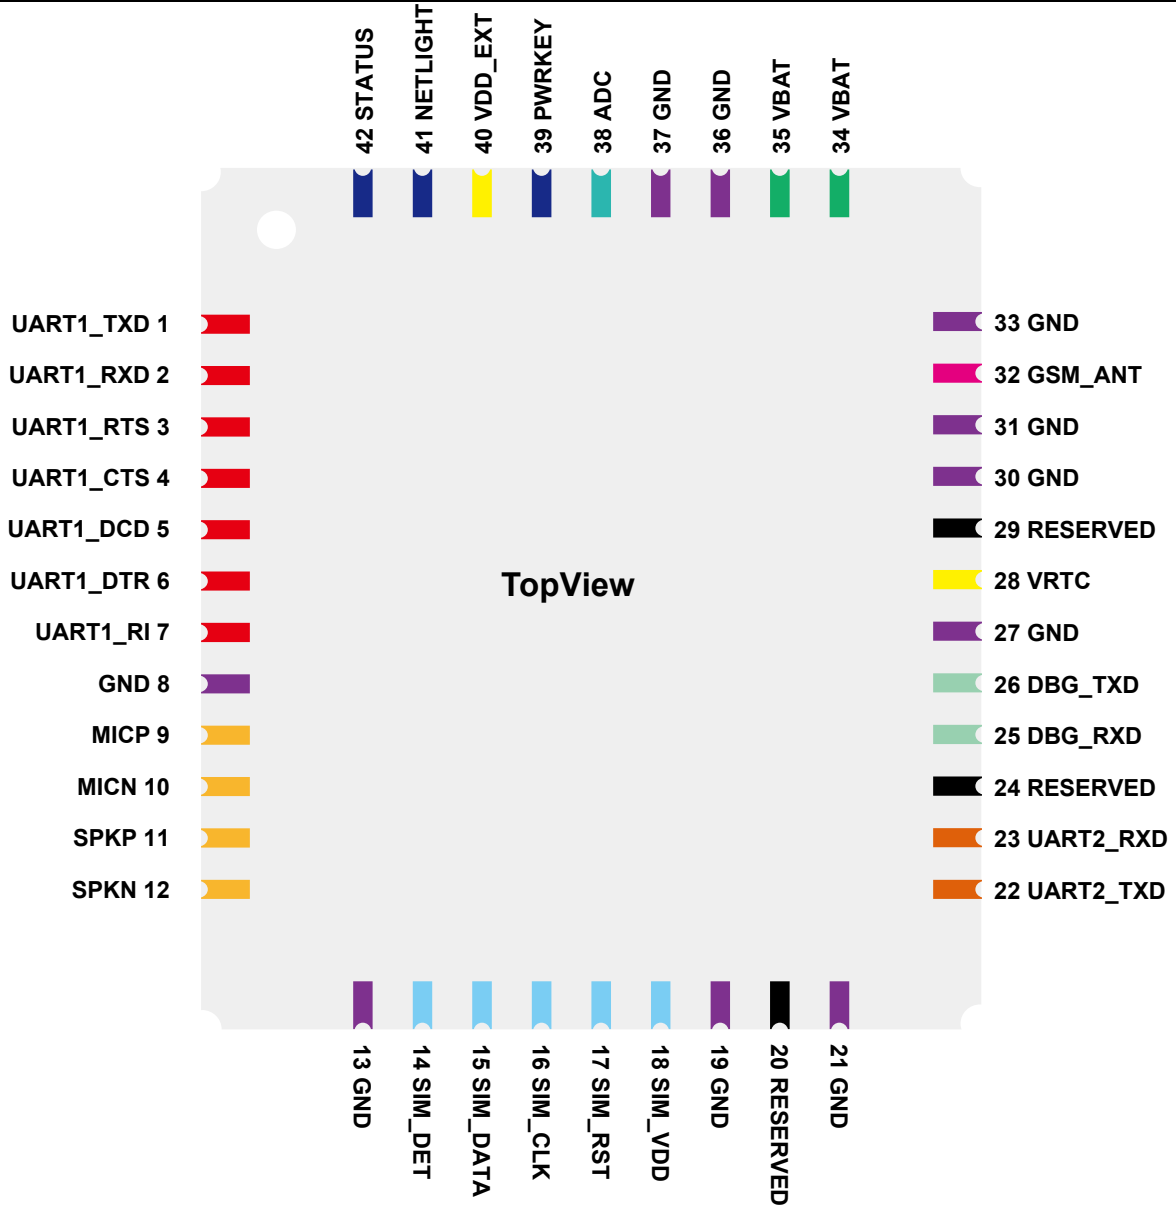 42 STATUS
41 NETLIGHT
40 VDD_EXT
39 PWRKEY
38 ADC
37 GND
36 GND
35 VBAT
34 VBAT
UART1_TXD 1
UART1_RXD 2
UART1_RTS 3
UART1_CTS 4
UART1_DCD 5
UART1_DTR 6
UART1_RI 7
GND 8
MICP 9
MICN 10
SPKP 11
SPKN 12
TopView
33 GND
32 GSM_ANT
31 GND
30 GND
29 RESERVED
28 VRTC
27 GND
26 DBG_TXD
25 DBG_RXD
24 RESERVED
23 UART2_RXD
22 UART2_TXD
13 GND
14 SIM_DET
15 SIM_DATA
16 SIM_CLK
17 SIM_RST
18 SIM_VDD
19 GND
20 RESERVED
21 GND